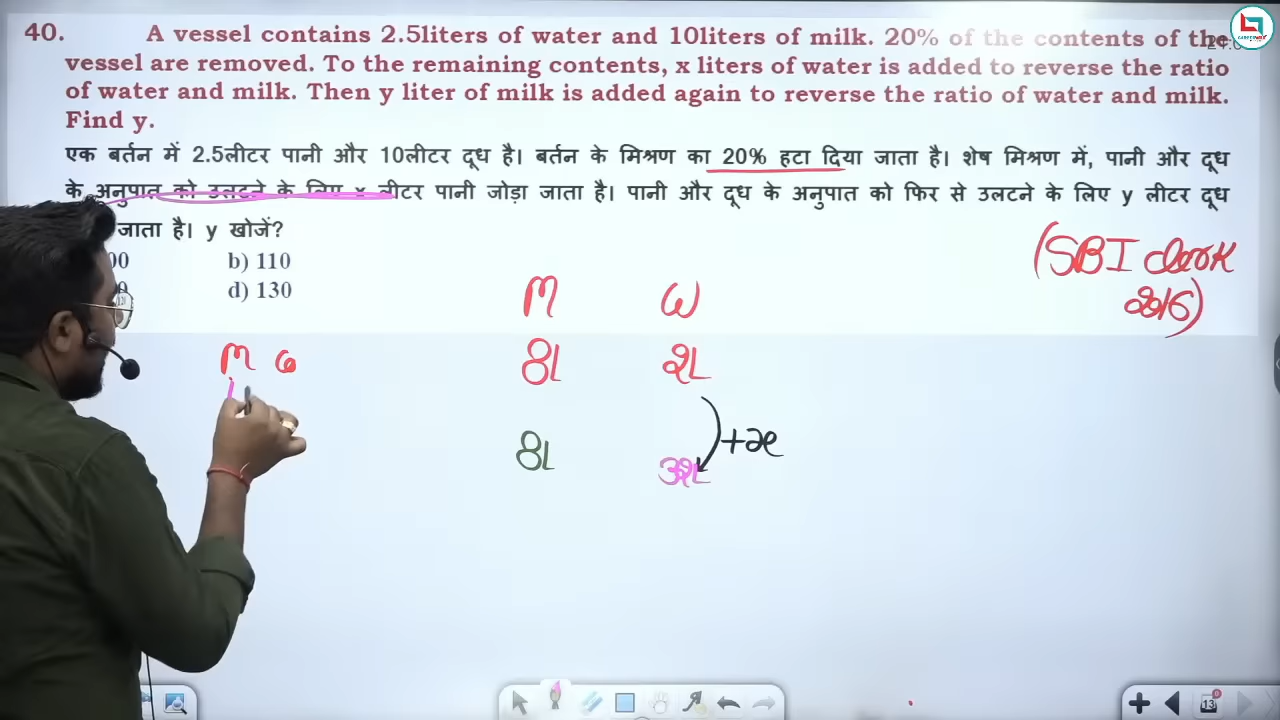 40. A vessel contains 2.5liters of water and 10liters of milk. 20% of the contents of the
vessel are removed. To the remaining contents, x liters of water is added to reverse the ratio
of water and milk. Then y liter of milk is added again to reverse the ratio of water and milk.
Find y.
एक बर्तन में 2.5लीटर पानी और 10लीटर दूध है। बर्तन के मिश्रण का 20% हटा दिया जाता है। शेष मिश्रण में, पानी और दूध
के अनुपात को उलटने के लिए x लीटर पानी जोड़ा जाता है। पानी और दूध के अनुपात को फिर से उलटने के लिए y लीटर दूध
जाता है। y खोजें?
b) 110
d) 130
(SBI clerk
2016)
M W
8L 2L
M W
8L 32L
+x
13